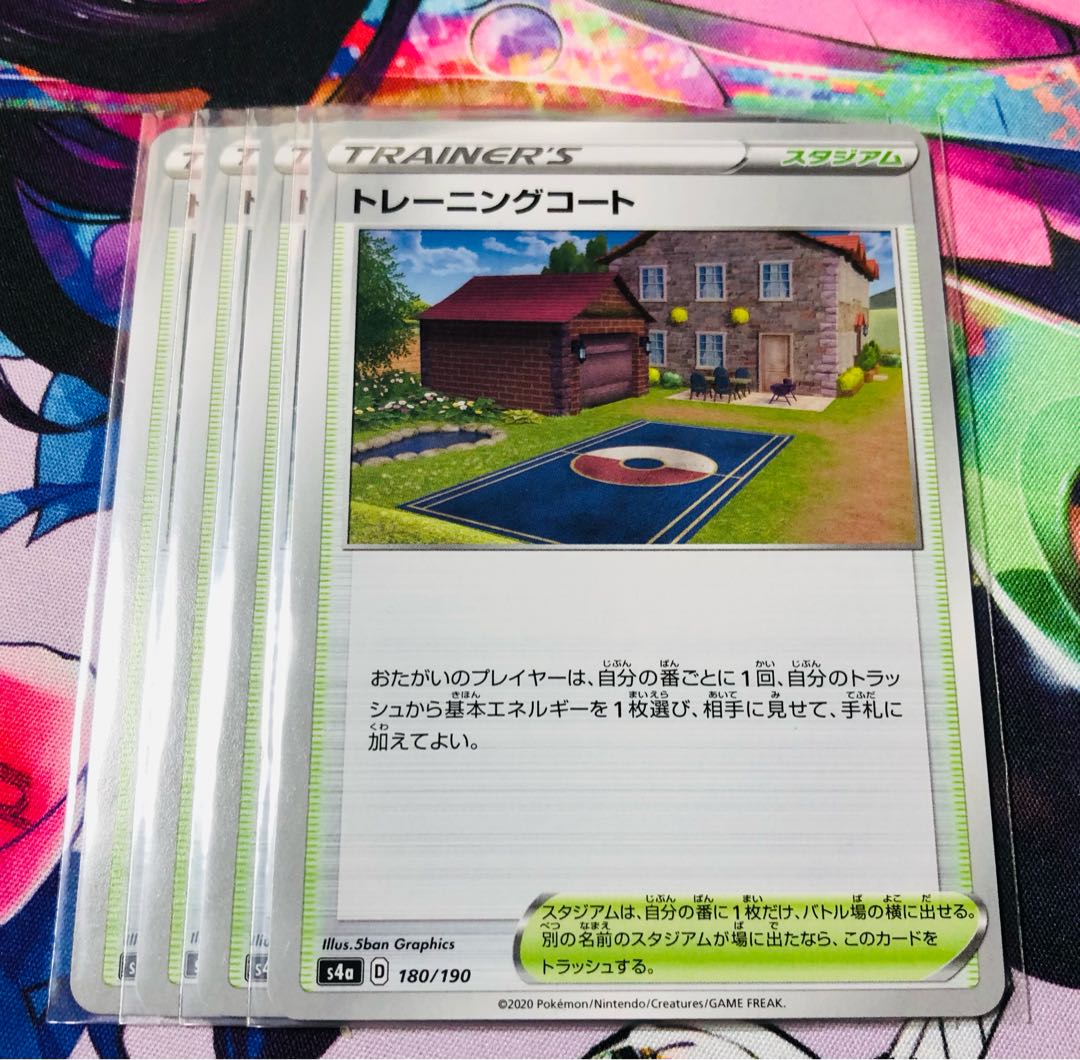 TRAINER'S
スタジアム
トレーニングコート
おたがいのプレイヤーは、自分の番ごとに1回、自分のトラッ
シュから基本エネルギーを1枚選び、相手に見せて、手札に
加えてよい。
スタジアムは、自分の番に1枚だけ、バトル場の横に出せる。
別の名前のスタジアムが場に出たなら、このカードを
トラッシュする。
Illus.5ban Graphics
s4a D 180/190
©2020 Pokémon/Nintendo/Creatures/GAME FREAK.